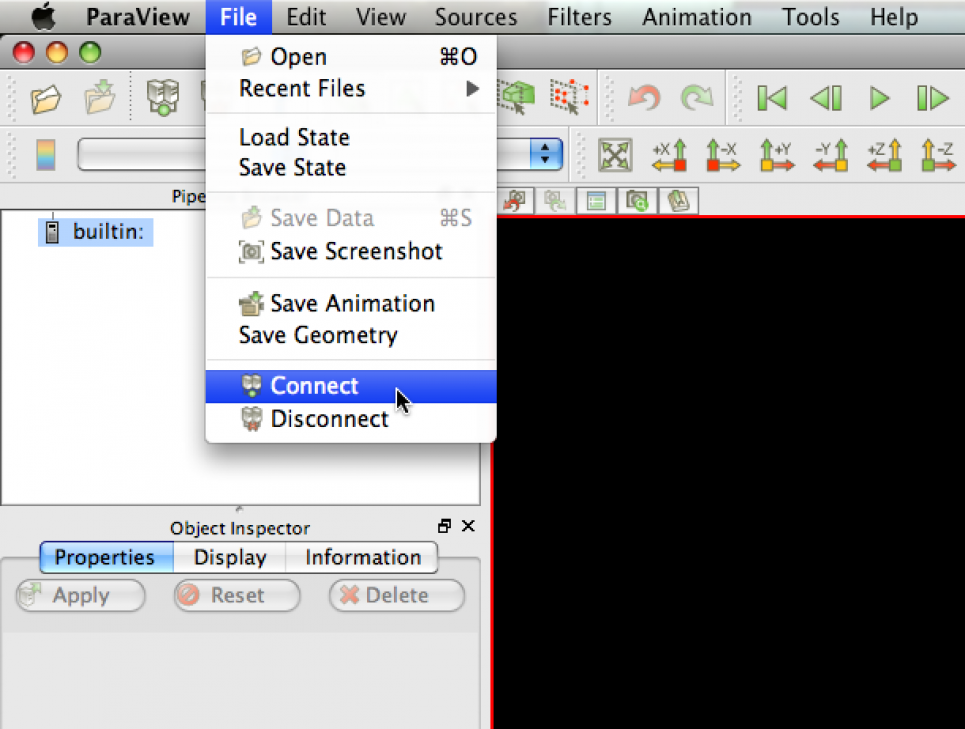 ParaView File Edit View Sources Filters Animation Tools Help
Open ⌘O
Recent Files
Load State
Save State
+X -X +Y -Y +Z -Z
Pipe
builtin:
Save Data ⌘S
Save Screenshot
Save Animation
Save Geometry
Connect
Disconnect
Object Inspector
Properties Display Information
Apply Reset Delete